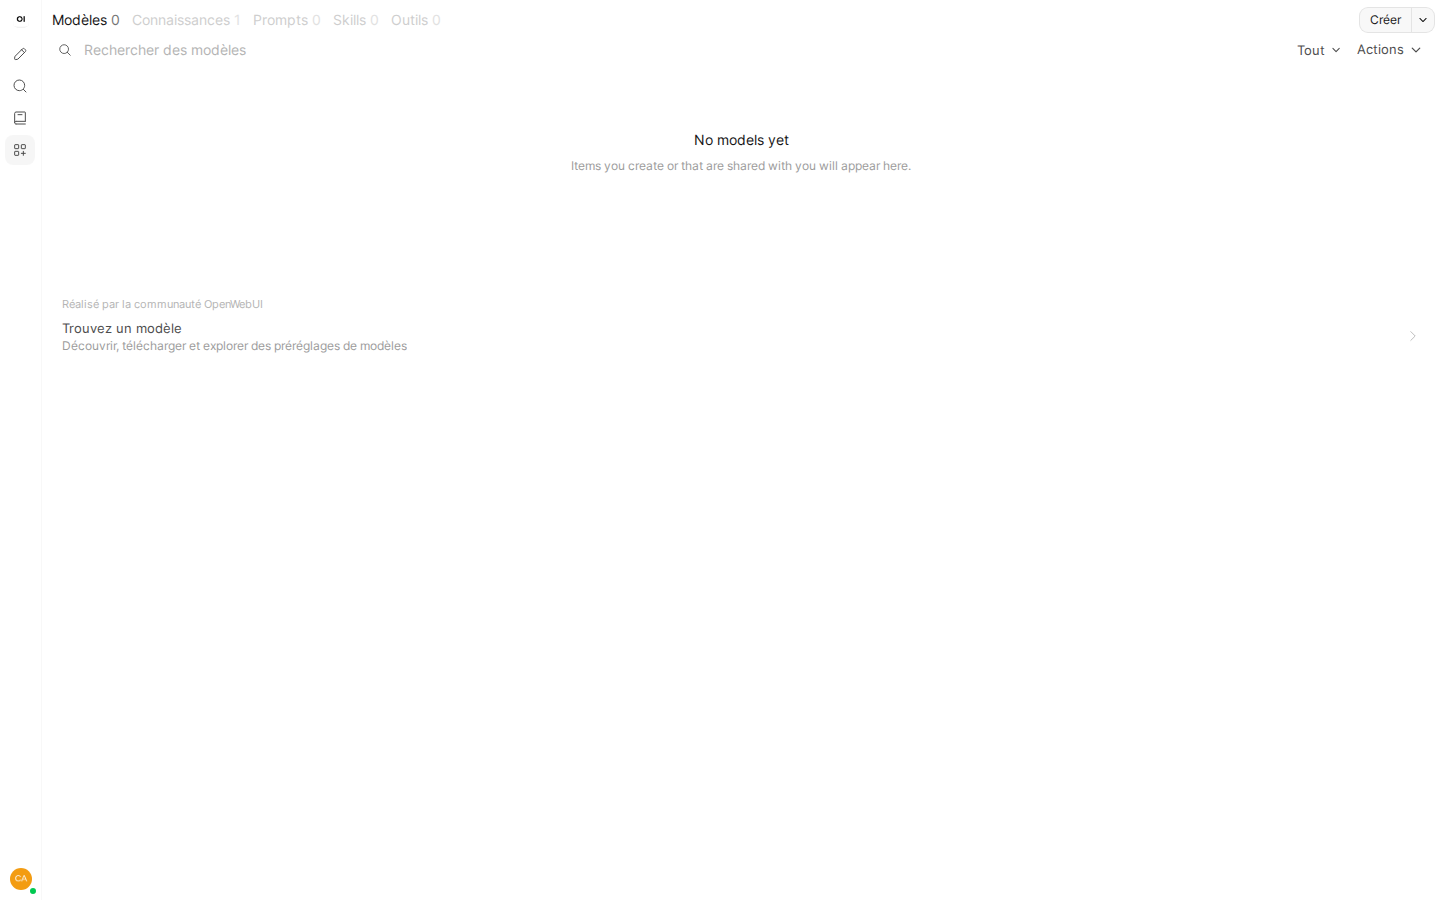 OI
Modèles 0 Connaissances 1 Prompts 0 Skills 0 Outils 0
Créer
Rechercher des modèles
Tout
Actions
No models yet
Items you create or that are shared with you will appear here.
Réalisé par la communauté OpenWebUI
Trouvez un modèle
Découvrir, télécharger et explorer des préréglages de modèles
CA